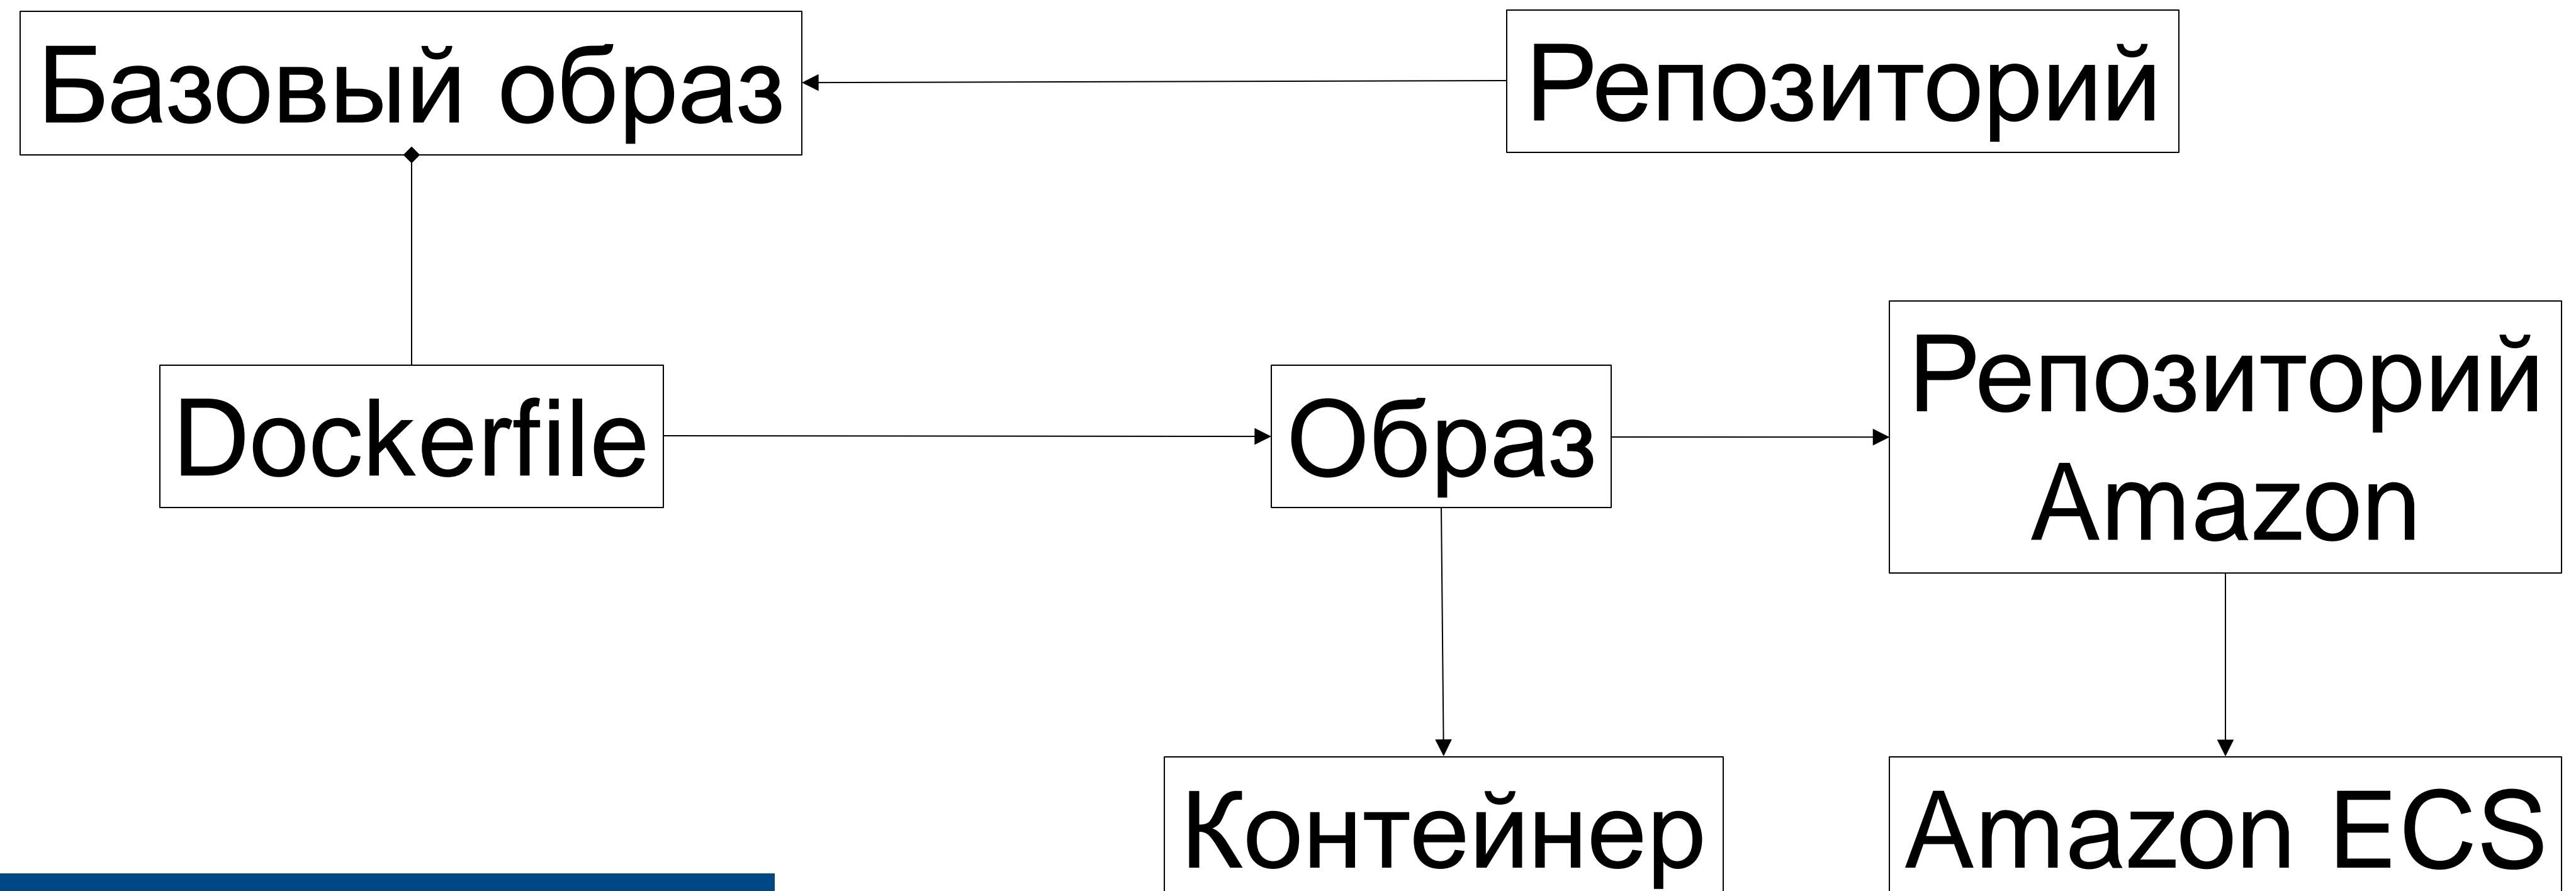 Базовый образ
Репозиторий
Dockerfile
Образ
Репозиторий
Amazon
Контейнер
Amazon ECS